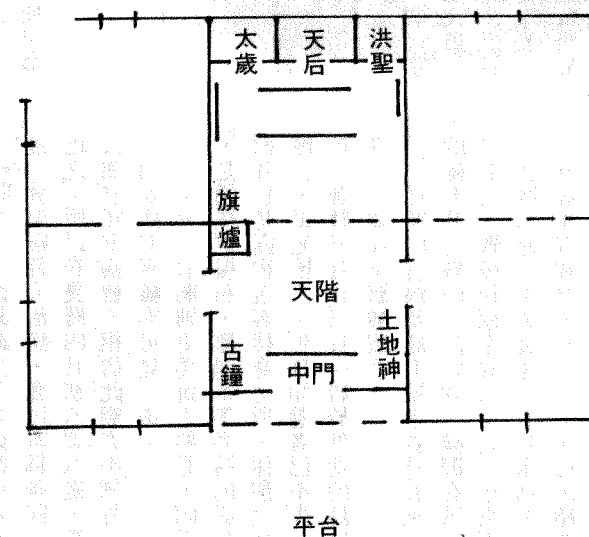 太歲
天后
洪聖
旗
爐
天階
土地神
古鐘
中門
平台